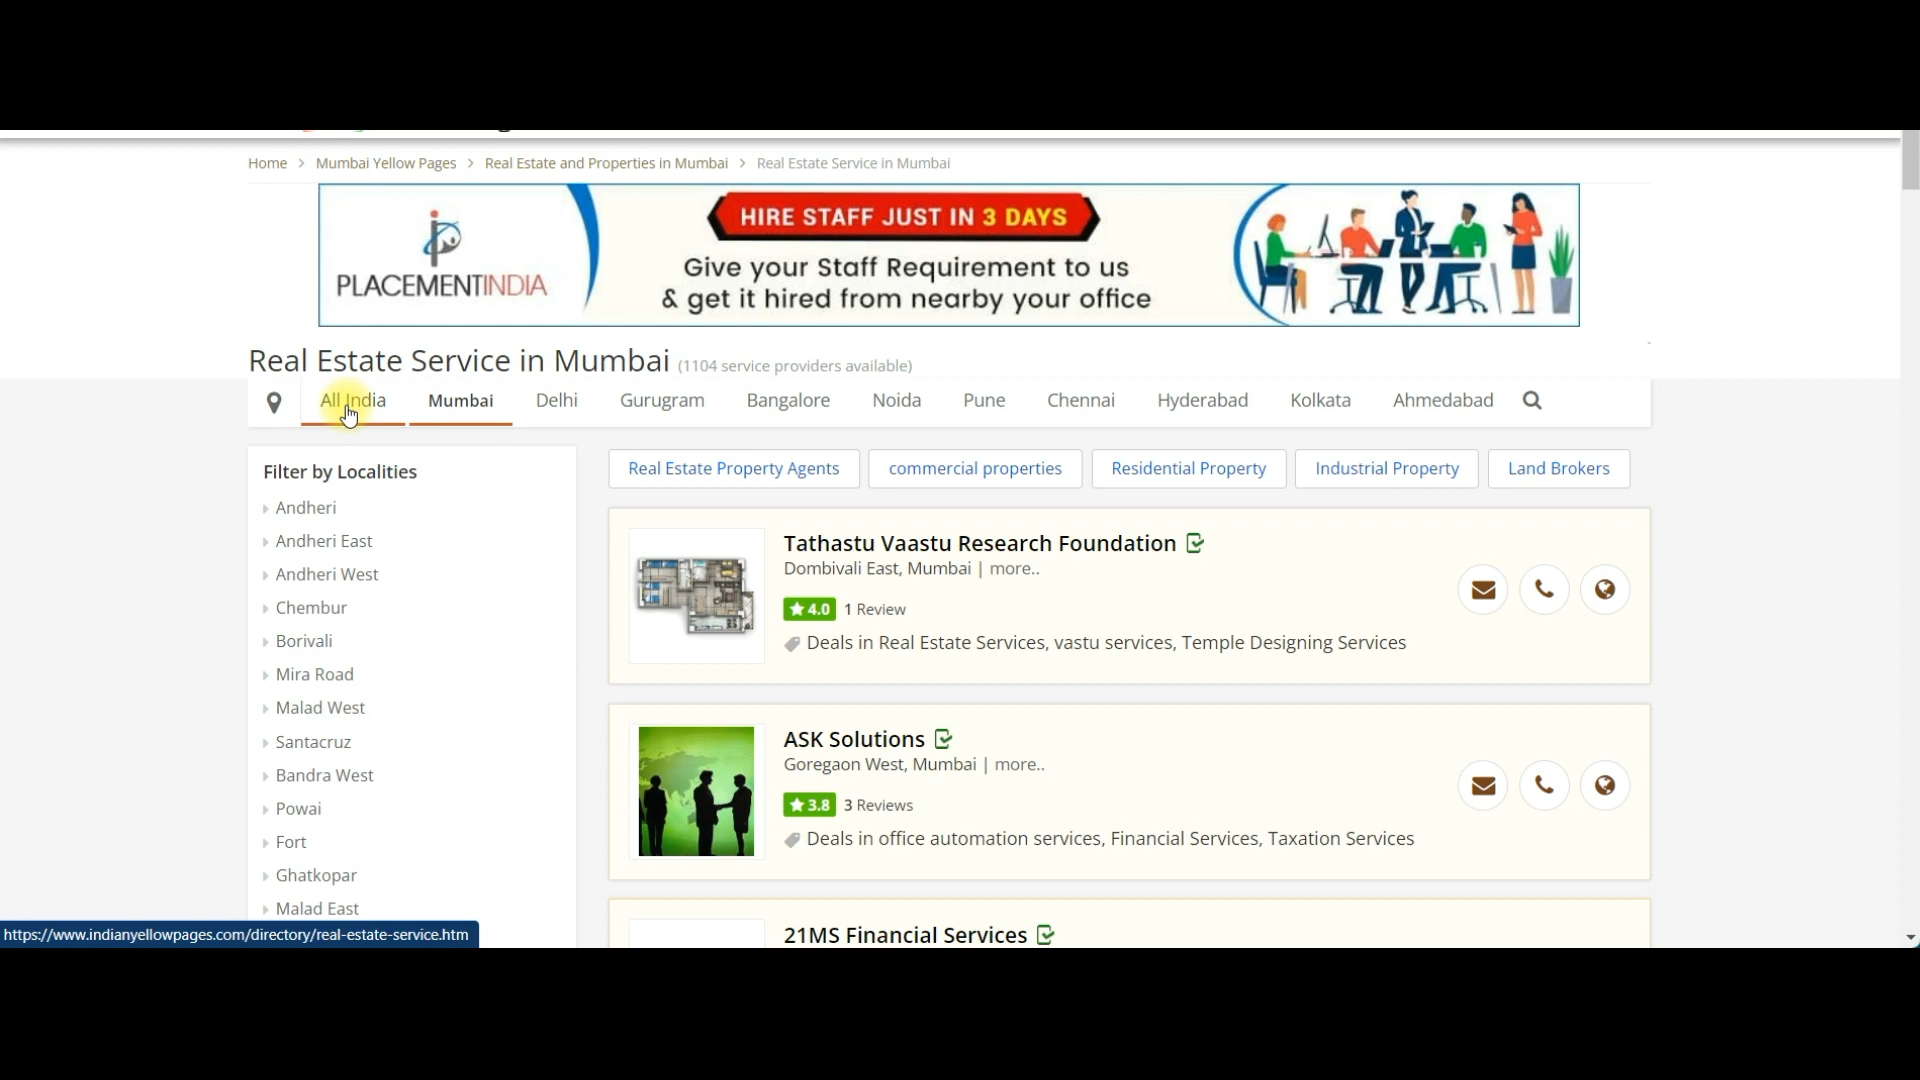 Home > Mumbai Yellow Pages > Real Estate and Properties in Mumbai > Real Estate Service in Mumbai
PLACEMENTINDIA
HIRE STAFF JUST IN 3 DAYS
Give your Staff Requirement to us
& get it hired from nearby your office
Real Estate Service in Mumbai (1104 service providers available)
All India Mumbai Delhi Gurugram Bangalore Noida Pune Chennai Hyderabad Kolkata Ahmedabad
Filter by Localities
Andheri
Andheri East
Andheri West
Chembur
Borivali
Mira Road
Malad West
Santacruz
Bandra West
Powai
Fort
Ghatkopar
Malad East
Real Estate Property Agents commercial properties Residential Property Industrial Property Land Brokers
Tathastu Vaastu Research Foundation
Dombivali East, Mumbai | more..
4.0 1 Review
Deals in Real Estate Services, vastu services, Temple Designing Services
ASK Solutions
Goregaon West, Mumbai | more..
3.8 3 Reviews
Deals in office automation services, Financial Services, Taxation Services
21MS Financial Services
https://www.indianyellowpages.com/directory/real-estate-service.htm